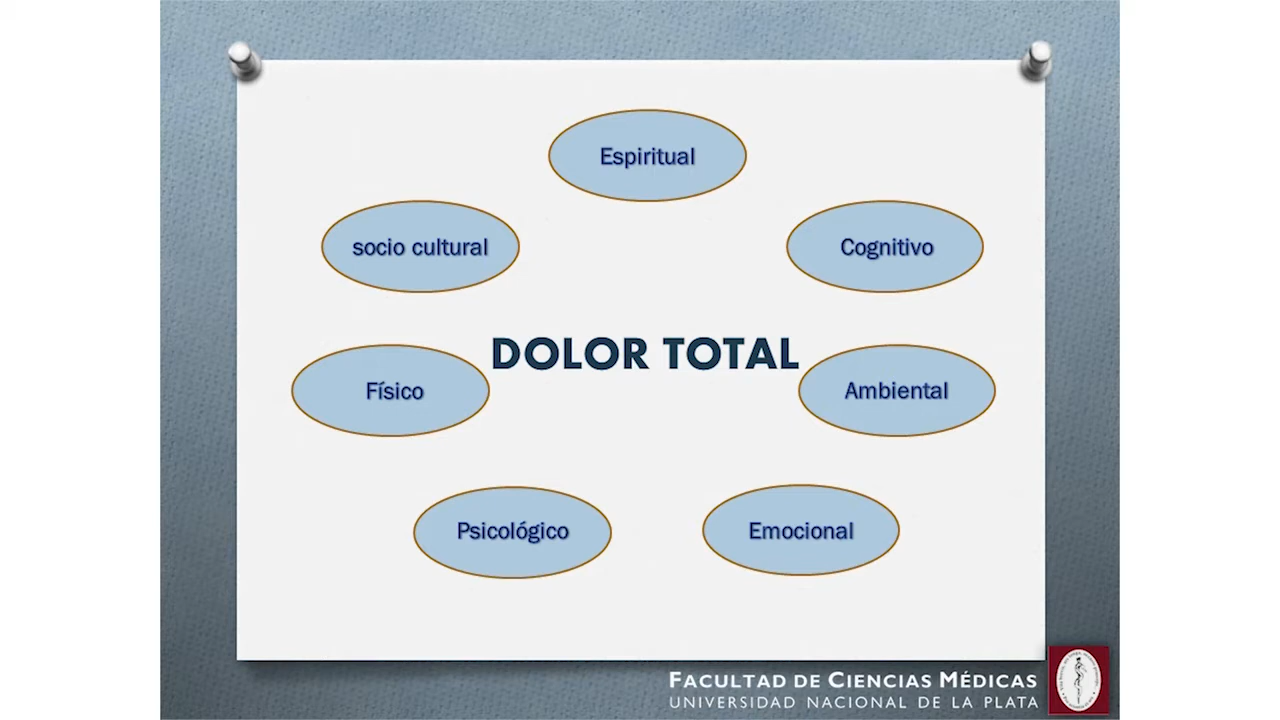 Espiritual
socio cultural
Cognitivo
DOLOR TOTAL
Físico
Ambiental
Psicológico
Emocional
FACULTAD DE CIENCIAS MÉDICAS
UNIVERSIDAD NACIONAL DE LA PLATA